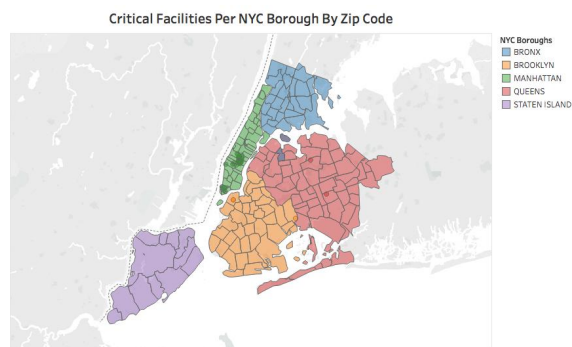 Critical Facilities Per NYC Borough By Zip Code
NYC Boroughs
BRONX
BROOKLYN
MANHATTAN
QUEENS
STATEN ISLAND